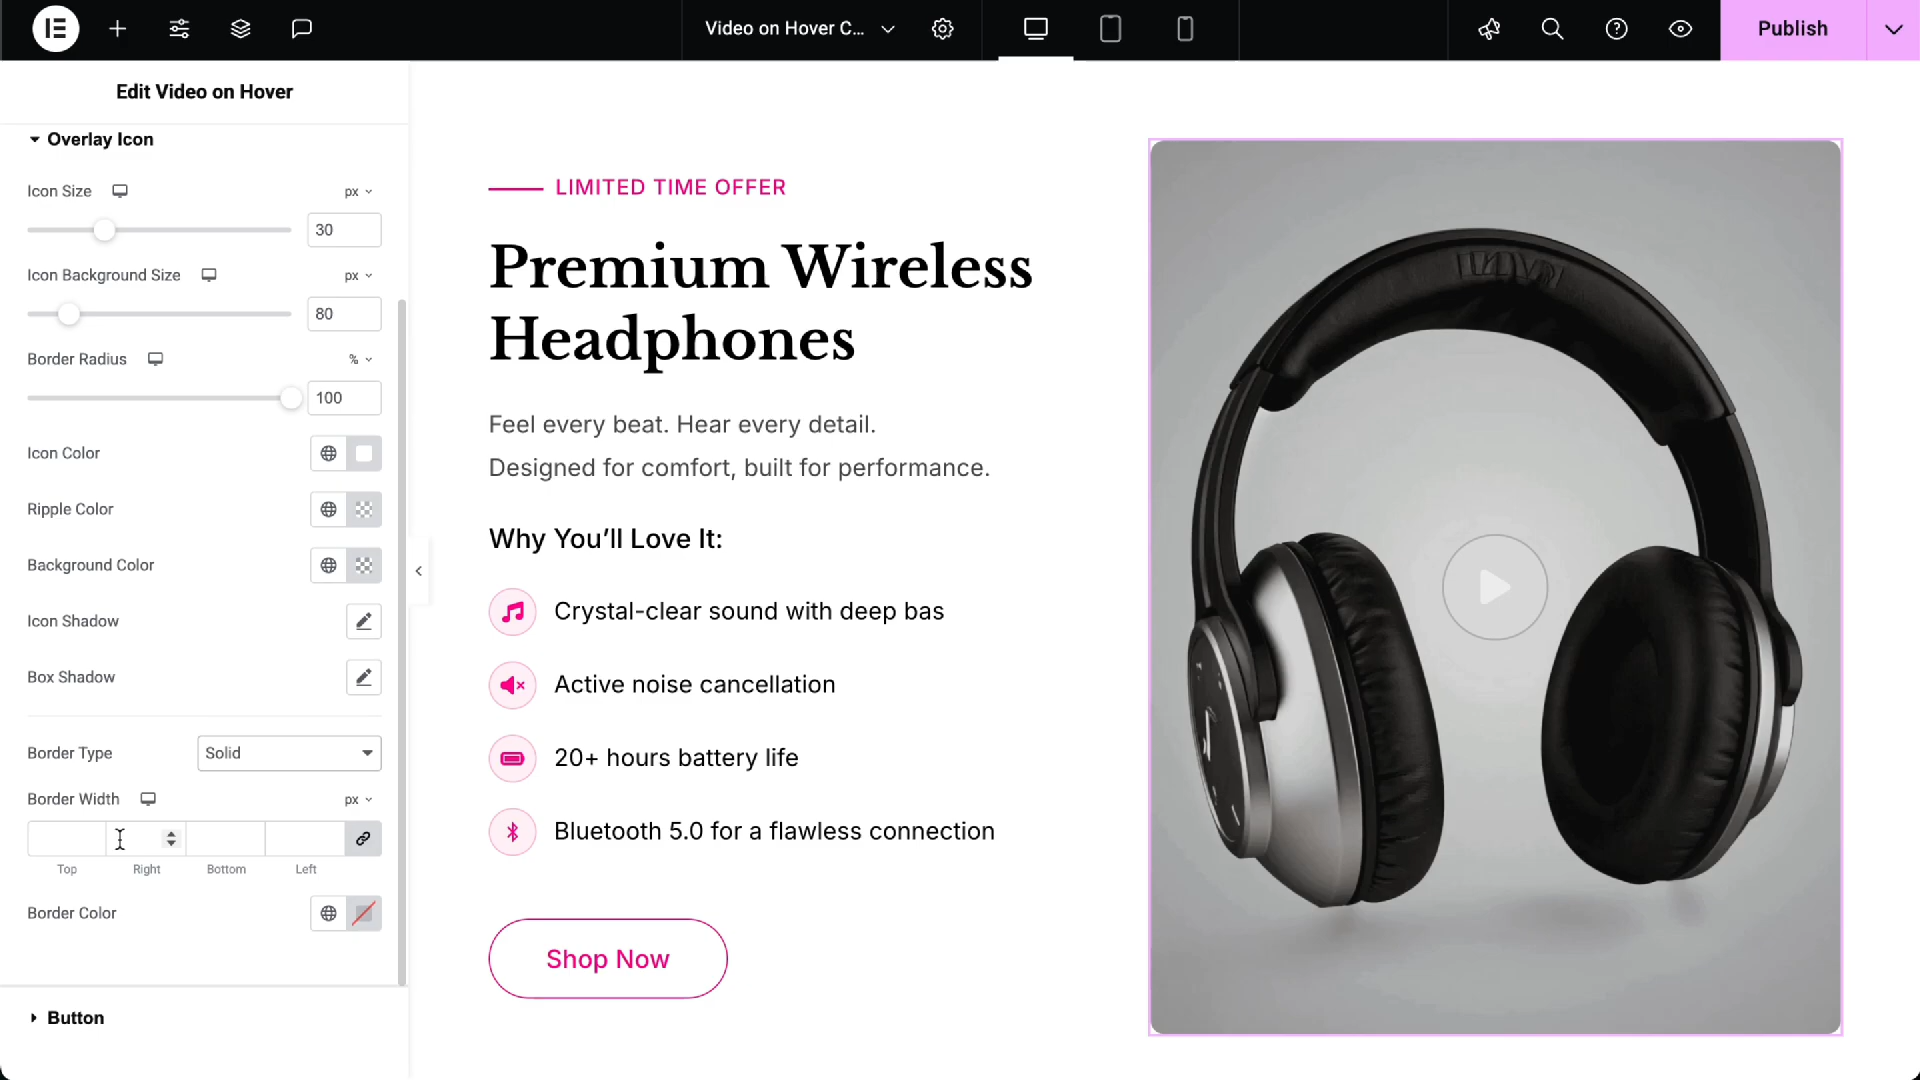 Video on Hover C...
Publish
Edit Video on Hover
Overlay Icon
Icon Size
px
30
Icon Background Size
px
80
Border Radius
%
100
Icon Color
Ripple Color
Background Color
Icon Shadow
Box Shadow
Border Type
Solid
Border Width
px
Top
Right
Bottom
Left
Border Color
Button
LIMITED TIME OFFER
Premium Wireless
Headphones
Feel every beat. Hear every detail.
Designed for comfort, built for performance.
Why You’ll Love It:
Crystal-clear sound with deep bas
Active noise cancellation
20+ hours battery life
Bluetooth 5.0 for a flawless connection
Shop Now